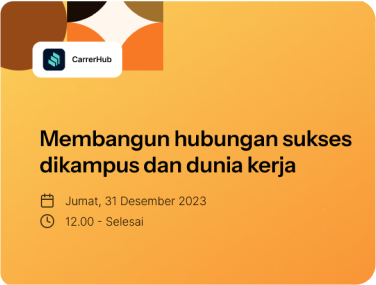 CarrerHub
Membangun hubungan sukses
dikampus dan dunia kerja
Jumat, 31 Desember 2023
12.00 - Selesai